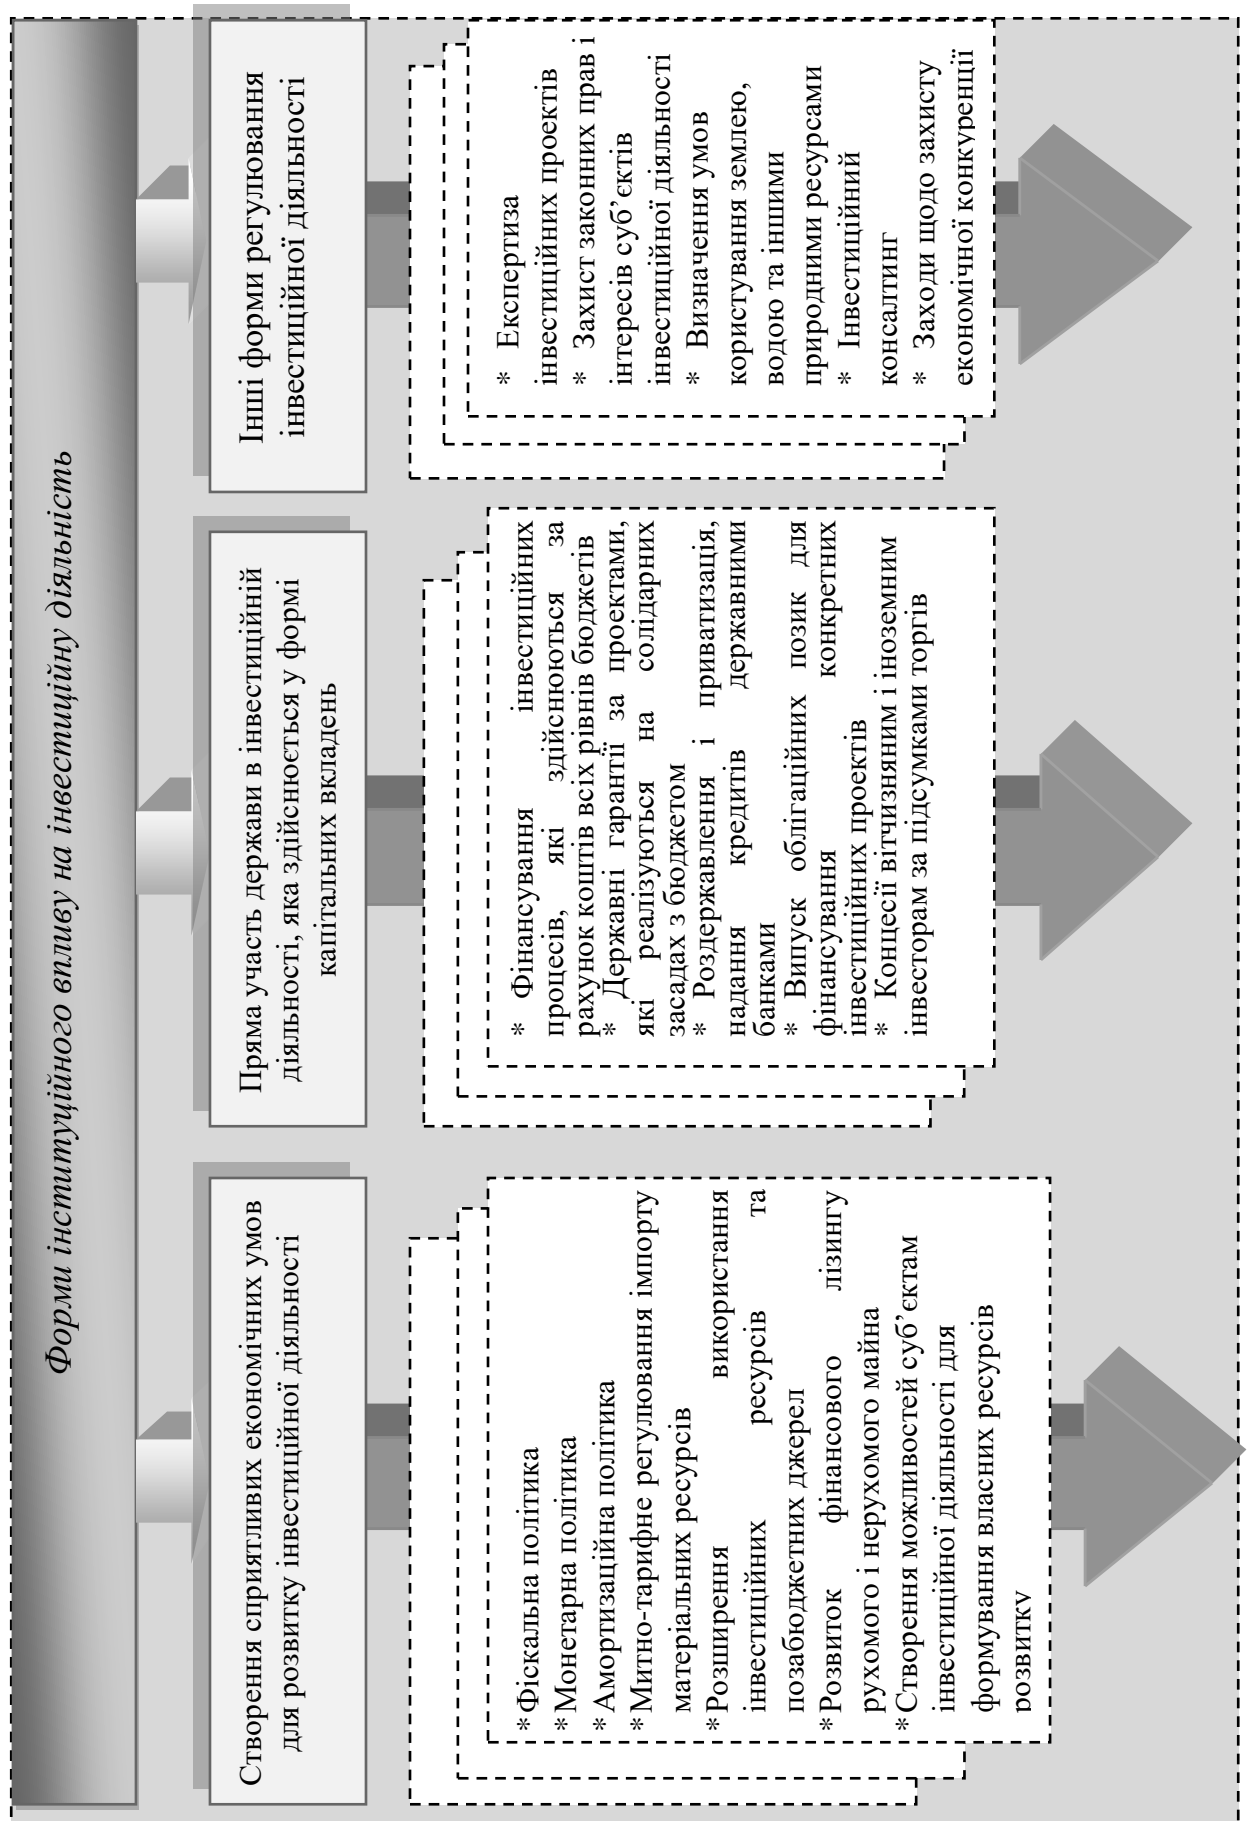 Форми інституційного впливу на інвестиційну діяльність
Створення сприятливих економічних умов
для розвитку інвестиційної діяльності
* Фіскальна політика
* Монетарна політика
* Амортизаційна політика
* Митно-тарифне регулювання імпорту
матеріальних ресурсів
* Розширення використання
інвестиційних ресурсів та
позабюджетних джерел
* Розвиток фінансового лізингу
рухомого і нерухомого майна
* Створення можливостей суб’єктам
інвестиційної діяльності для
формування власних ресурсів
розвитку
Пряма участь держави в інвестиційній
діяльності, яка здійснюється у формі
капітальних вкладень
* Фінансування інвестиційних
процесів, які здійснюються за
рахунок коштів всіх рівнів бюджетів
* Державні гарантії за проектами,
які реалізуються на солідарних
засадах з бюджетом
* Роздержавлення і приватизація,
надання кредитів державними
банками
* Випуск облігаційних позик для
фінансування конкретних
інвестиційних проектів
* Концесії вітчизняним і іноземним
інвесторам за підсумками торгів
Інші форми регулювання
інвестиційної діяльності
* Експертиза
інвестиційних проектів
* Захист законних прав і
інтересів суб’єктів
інвестиційної діяльності
* Визначення умов
користування землею,
водою та іншими
природними ресурсами
* Інвестиційний
консалтинг
* Заходи щодо захисту
економічної конкуренції